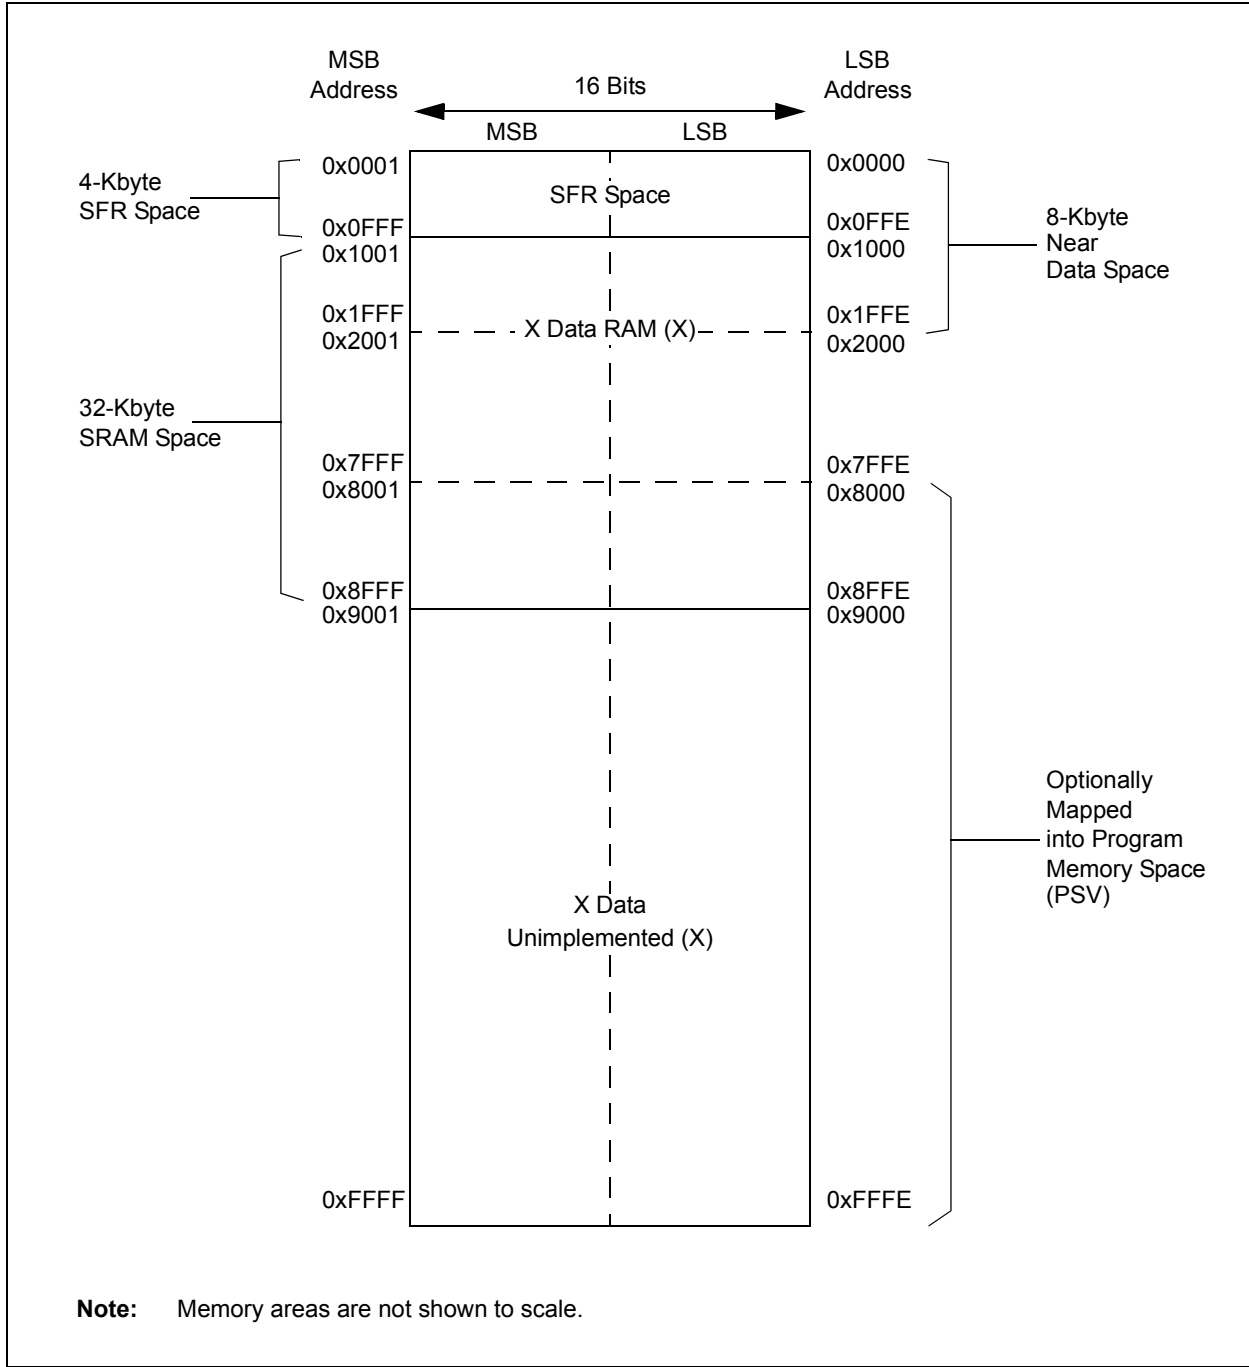 MSB
Address
16 Bits
LSB
Address
MSB
LSB
4-Kbyte
SFR Space
0x0001
0x0FFF
0x1001
SFR Space
0x0000
0x0FFE
0x1000
8-Kbyte
Near
Data Space
0x1FFF
0x2001
X Data RAM (X)
0x1FFE
0x2000
32-Kbyte
SRAM Space
0x7FFF
0x8001
0x7FFE
0x8000
0x8FFF
0x9001
0x8FFE
0x9000
Optionally
Mapped
into Program
Memory Space
(PSV)
X Data
Unimplemented (X)
0xFFFF
0xFFFE
Note: Memory areas are not shown to scale.